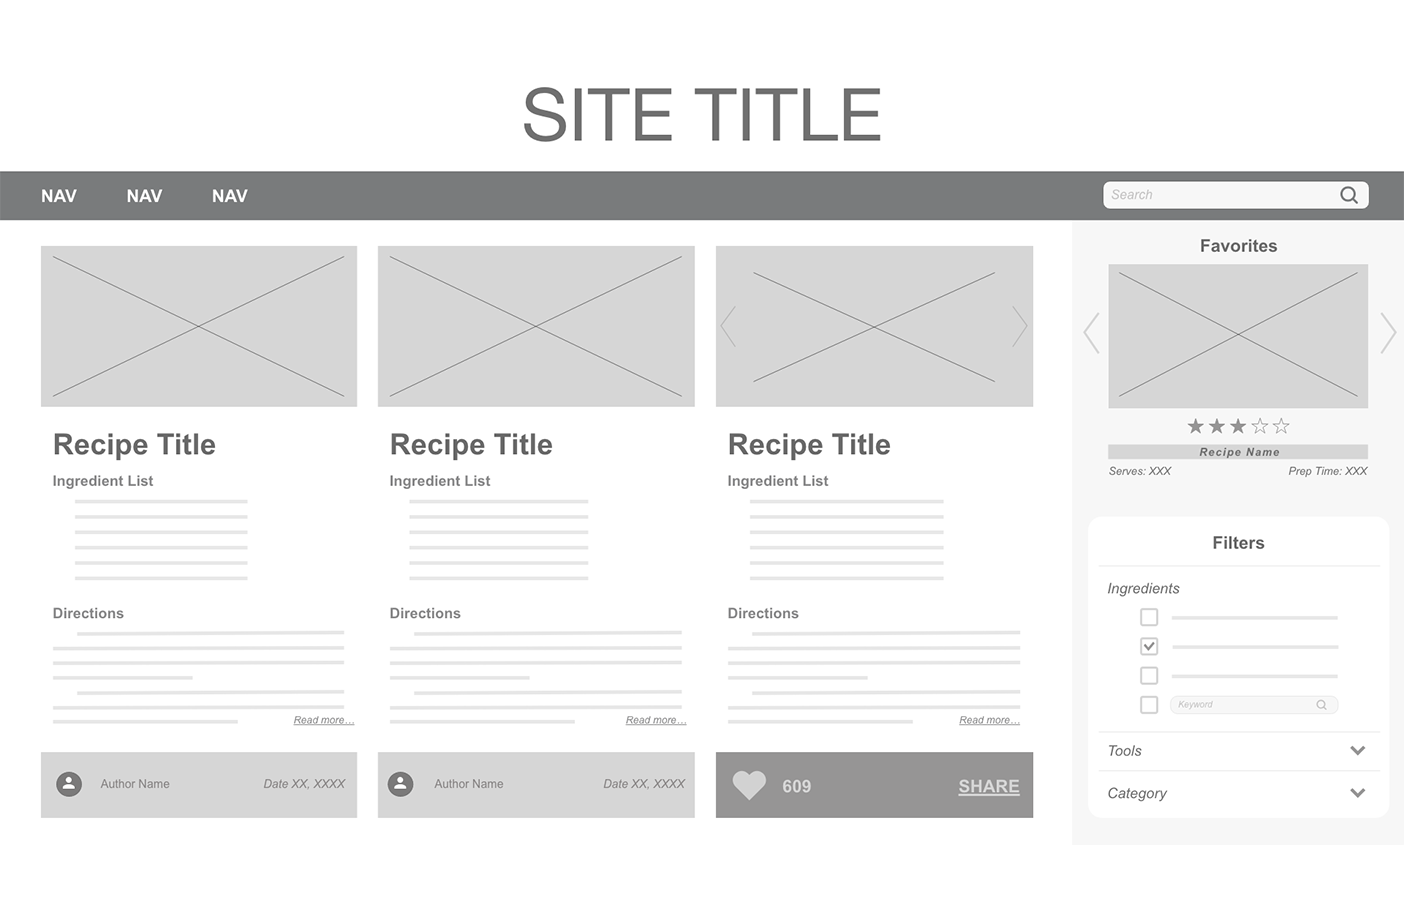 SITE TITLE
NAV NAV NAV
Search
Recipe Title
Ingredient List
Directions
Read more...
Author Name Date XX, XXXX
Recipe Title
Ingredient List
Directions
Read more...
Author Name Date XX, XXXX
Recipe Title
Ingredient List
Directions
Read more...
609 SHARE
Favorites
Recipe Name
Serves: XXX Prep Time: XXX
Filters
Ingredients
Keyword
Tools
Category